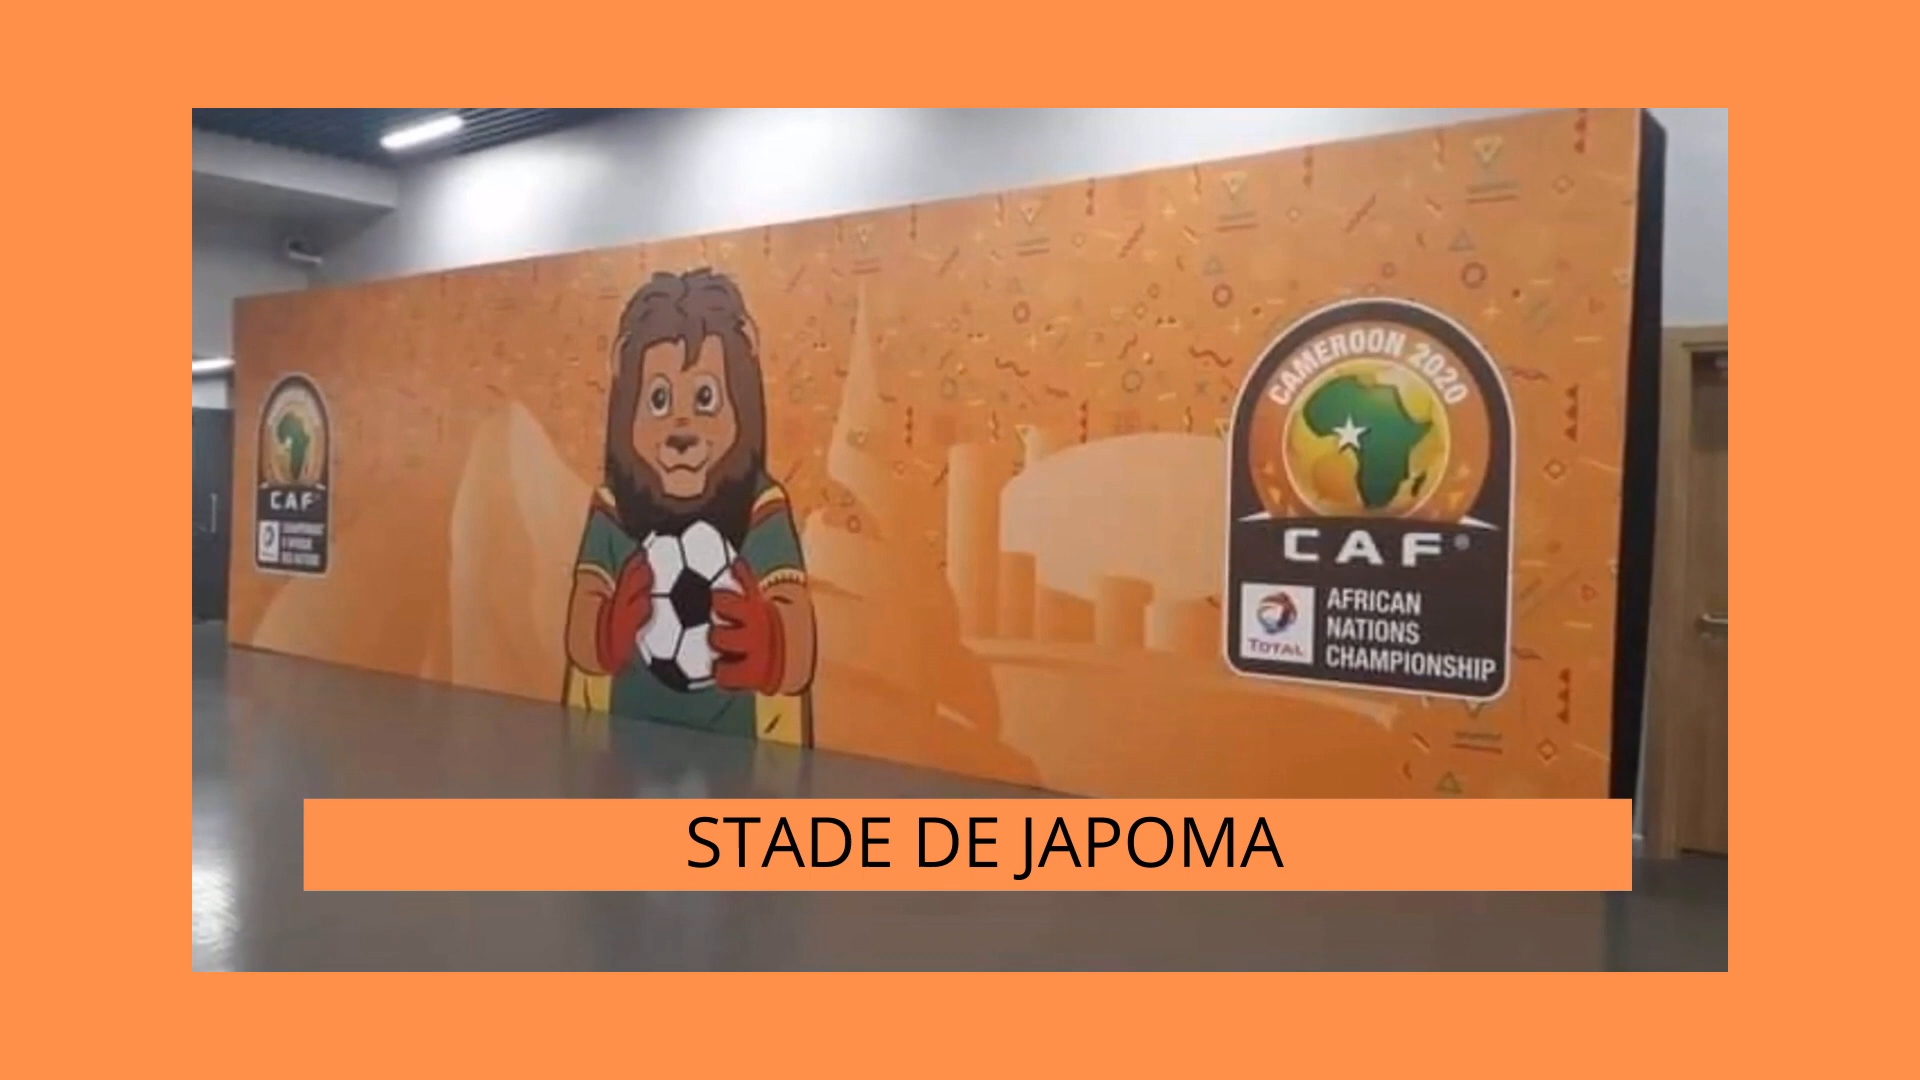 CAF
CAMEROON 2020
CAF®
TOTAL
AFRICAN
NATIONS
CHAMPIONSHIP
STADE DE JAPOMA